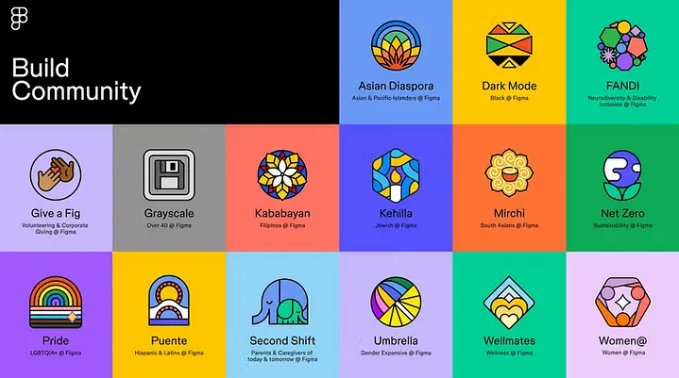 Build
Community
Asian Diaspora
Asian & Pacific-Islanders @ Figma
Dark Mode
Black @ Figma
FANDI
Neurodiversity & Disability
Inclusion @ Figma
Give a Fig
Volunteering & Corporate
Giving @ Figma
Grayscale
Over 40 @ Figma
Kababayan
Filipinos @ Figma
Kehilla
Jewish @ Figma
Mirchi
South Asians @ Figma
Net Zero
Sustainability @ Figma
Pride
LGBTQIA+ @ Figma
Puente
Hispanic & Latinx @ Figma
Second Shift
Parents & Caregivers of
today & tomorrow @ Figma
Umbrella
Gender Expansive @ Figma
Wellmates
Wellness @ Figma
Women@
Women @ Figma